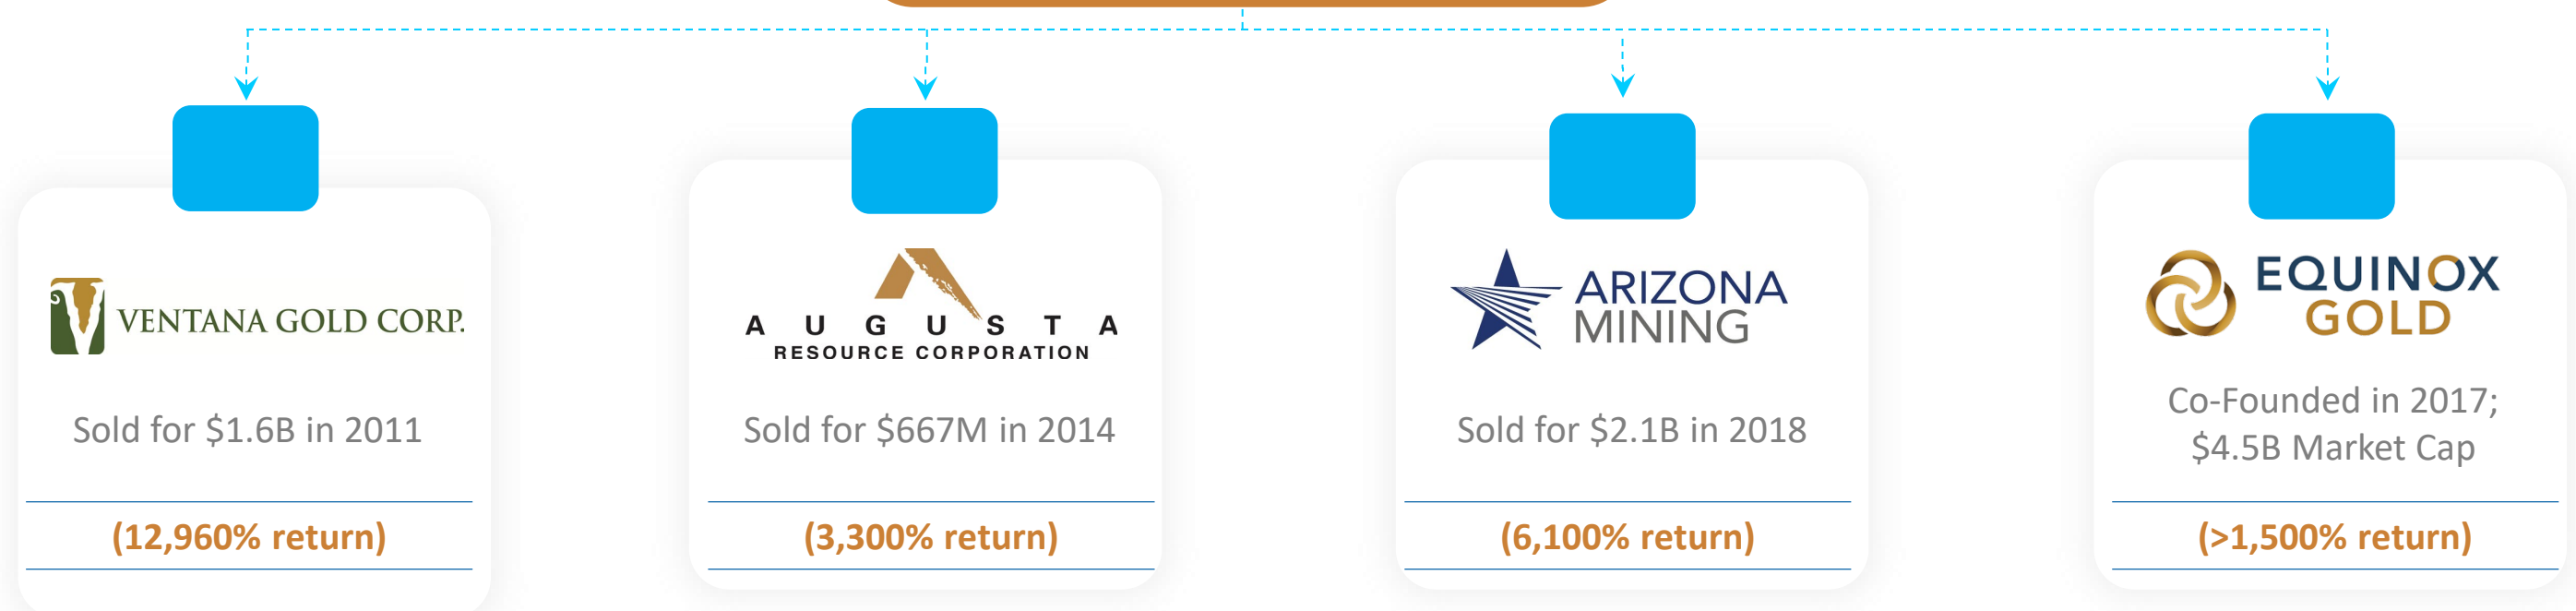 VENTANA GOLD CORP.
Sold for $1.6B in 2011
(12,960% return)
AUGUSTA
RESOURCE CORPORATION
Sold for $667M in 2014
(3,300% return)
ARIZONA
MINING
Sold for $2.1B in 2018
(6,100% return)
EQUINOX
GOLD
Co-Founded in 2017;
$4.5B Market Cap
(>1,500% return)